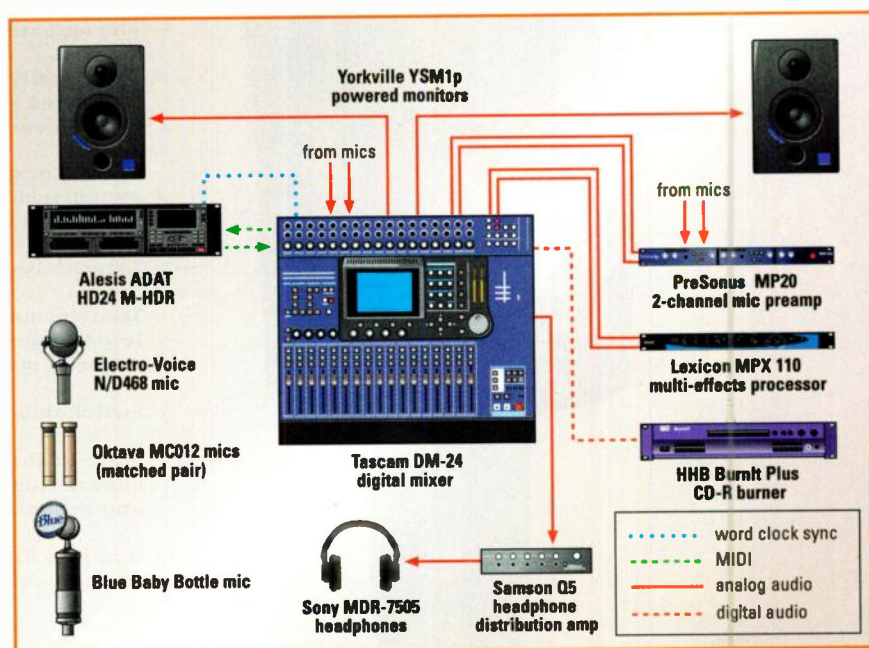 Yorkville YSM1p
powered monitors
from mics
from mics
Alesis ADAT
HD24 M-HDR
PreSonus MP20
2-channel mic preamp
Electro-Voice
N/D468 mic
Lexicon MPX 110
multi-effects processor
Oktava MC012 mics
(matched pair)
Tascam DM-24
digital mixer
HHB BurnIt Plus
CD-R burner
Blue
Blue Baby Bottle mic
Sony MDR-7505
headphones
Samson Q5
headphone
distribution amp
word clock sync
MIDI
analog audio
digital audio